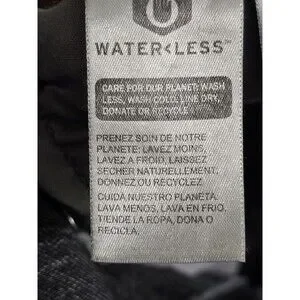 WATER<LESS™
CARE FOR OUR PLANET: WASH
LESS, WASH COLD, LINE DRY,
DONATE OR RECYCLE.
PRENEZ SOIN DE NOTRE
PLANETE: LAVEZ MOINS,
LAVEZ A FROID, LAISSEZ
SECHER NATURELLEMENT,
DONNEZ OU RECYCLEZ.
CUIDA NUESTRO PLANETA.
LAVA MENOS, LAVA EN FRIO,
TIENDE LA ROPA, DONA O
RECICLA.